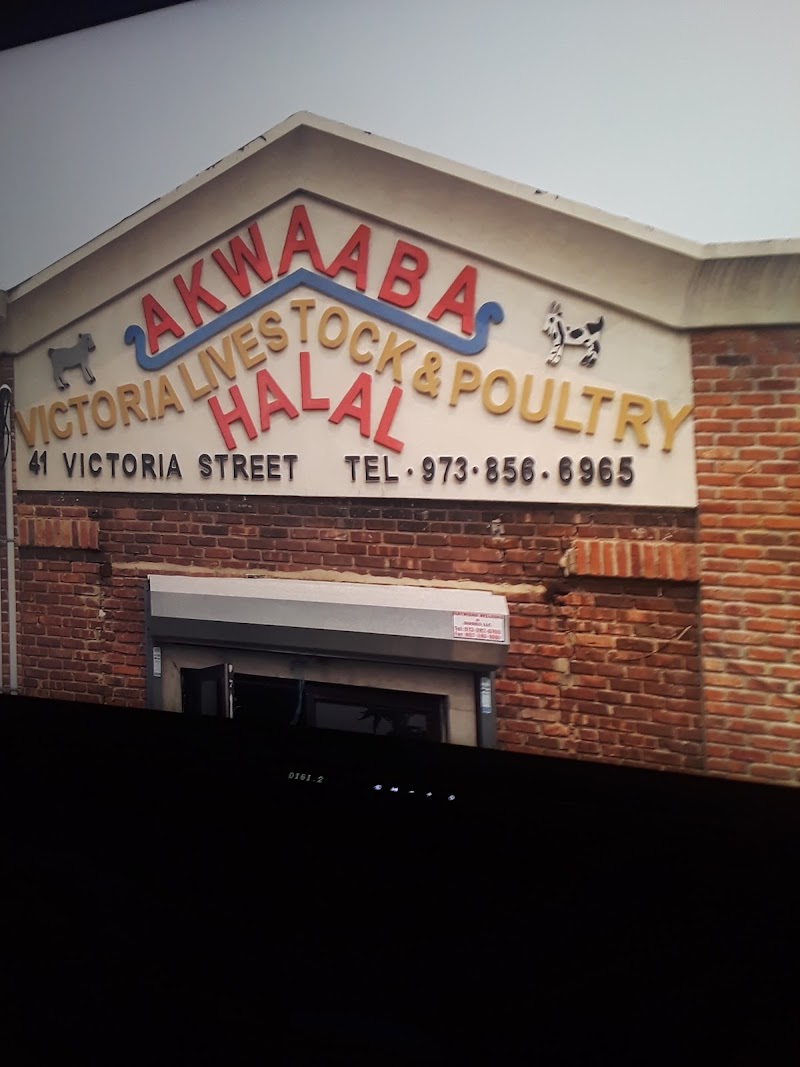 AKWAABA
VICTORIA LIVESTOCK & POULTRY
HALAL
41 VICTORIA STREET TEL. 973. 856. 6965